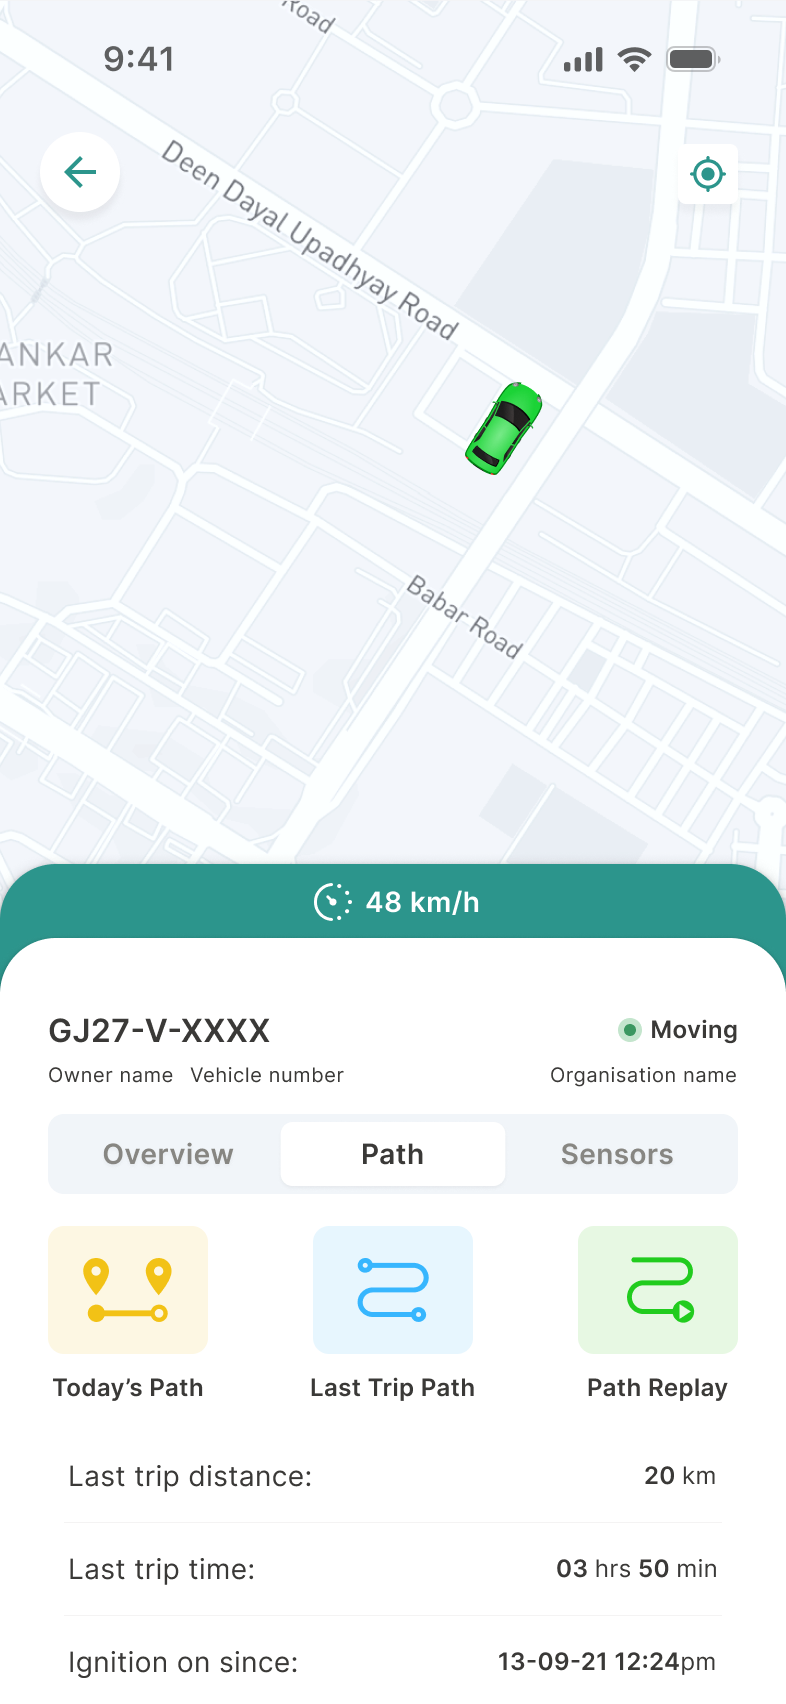 Road
9:41
Deen Dayal Upadhyay Road
ANKAR
ARKET
Babar Road
48 km/h
GJ27-V-XXXX
Moving
Owner name Vehicle number
Organisation name
Overview Path Sensors
Today’s Path Last Trip Path Path Replay
Last trip distance: 20 km
Last trip time: 03 hrs 50 min
Ignition on since: 13-09-21 12:24pm